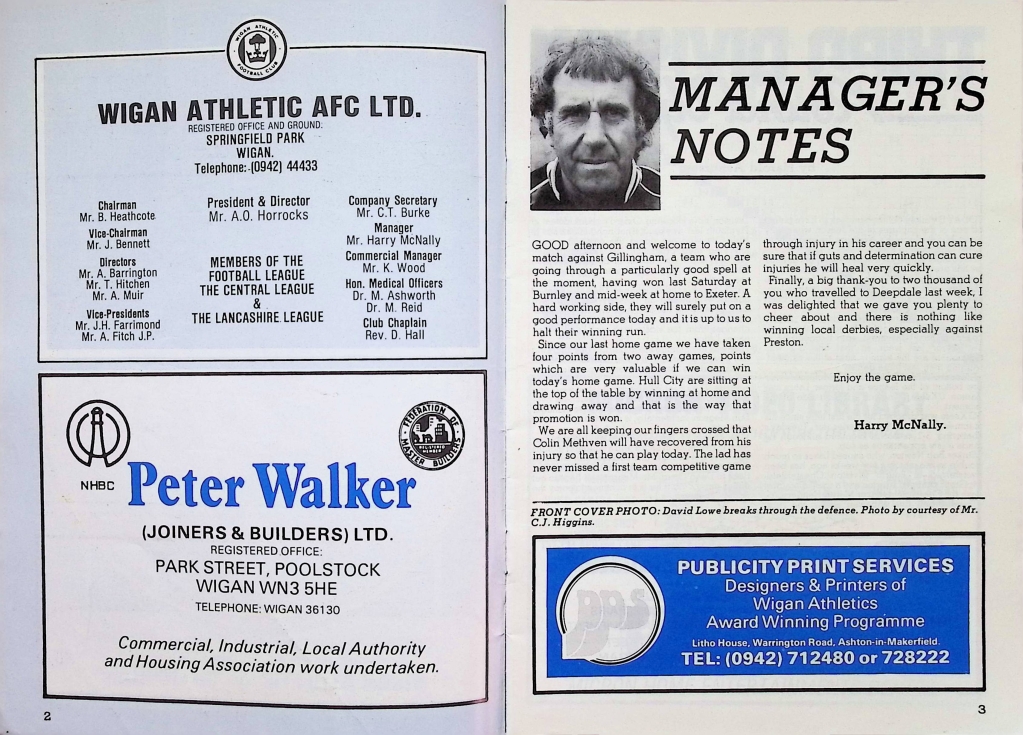 WIGAN ATHLETIC
FOOTBALL CLUB
WIGAN ATHLETIC AFC LTD.
REGISTERED OFFICE AND GROUND:
SPRINGFIELD PARK
WIGAN.
Telephone: (0942) 44433
Chairman
Mr. B. Heathcote
Vice-Chairman
Mr. J. Bennett
Directors
Mr. A. Barrington
Mr. T. Hitchen
Mr. A. Muir
Vice-Presidents
Mr. J.H. Farrimond
Mr. A. Fitch J.P.
President & Director
Mr. A.O. Horrocks
MEMBERS OF THE
FOOTBALL LEAGUE
THE CENTRAL LEAGUE
&
THE LANCASHIRE LEAGUE
Company Secretary
Mr. C.T. Burke
Manager
Mr. Harry McNally
Commercial Manager
Mr. K. Wood
Hon. Medical Officers
Dr. M. Ashworth
Dr. M. Reid
Club Chaplain
Rev. D. Hall
NHBC
FEDERATION OF
MASTER BUILDERS
REGISTERED
MEMBER
Peter Walker
(JOINERS & BUILDERS) LTD.
REGISTERED OFFICE:
PARK STREET, POOLSTOCK
WIGAN WN3 5HE
TELEPHONE: WIGAN 36130
Commercial, Industrial, Local Authority
and Housing Association work undertaken.
2
MANAGER'S
NOTES
GOOD afternoon and welcome to today's
match against Gillingham, a team who are
going through a particularly good spell at
the moment, having won last Saturday at
Burnley and mid-week at home to Exeter. A
hard working side, they will surely put on a
good performance today and it is up to us to
halt their winning run.
Since our last home game we have taken
four points from two away games, points
which are very valuable if we can win
today's home game. Hull City are sitting at
the top of the table by winning at home and
drawing away and that is the way that
promotion is won.
We are all keeping our fingers crossed that
Colin Methven will have recovered from his
injury so that he can play today. The lad has
never missed a first team competitive game
through injury in his career and you can be
sure that if guts and determination can cure
injuries he will heal very quickly.
Finally, a big thank-you to two thousand of
you who travelled to Deepdale last week, I
was delighted that we gave you plenty to
cheer about and there is nothing like
winning local derbies, especially against
Preston.
Enjoy the game.
Harry McNally.
FRONT COVER PHOTO: David Lowe breaks through the defence. Photo by courtesy of Mr.
C.J. Higgins.
pps
PUBLICITY PRINT SERVICES
Designers & Printers of
Wigan Athletics
Award Winning Programme
Litho House, Warrington Road, Ashton-in-Makerfield.
TEL: (0942) 712480 or 728222
3